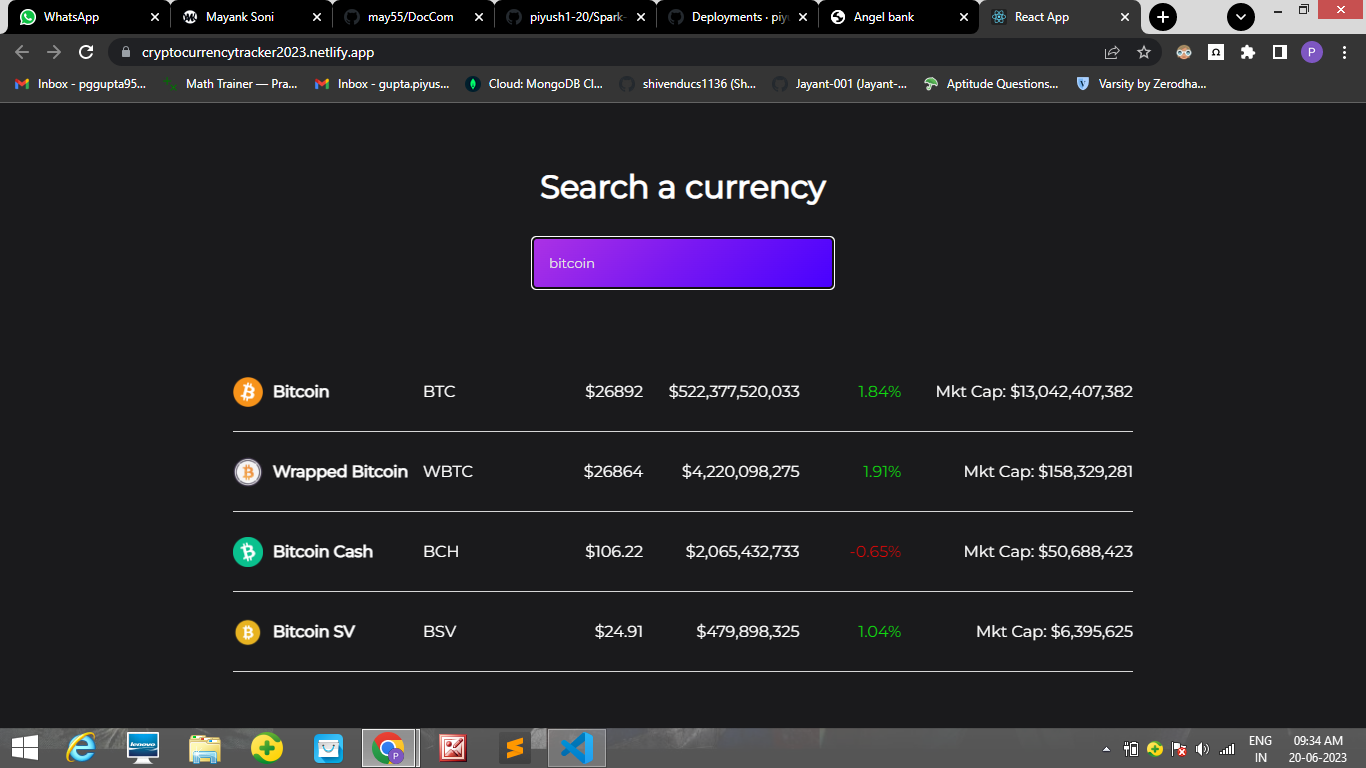 WhatsApp
Mayank Soni
may55/DocCom
piyush1-20/Spark-
Deployments · piy
Angel bank
React App
cryptocurrencytracker2023.netlify.app
P
Inbox - pggupta95...
Math Trainer — Pra...
Inbox - gupta.piyus...
Cloud: MongoDB Cl...
shivenducs1136 (Sh...
Jayant-001 (Jayant-...
Aptitude Questions...
Varsity by Zerodha...
Search a currency
bitcoin
Bitcoin BTC $26892 $522,377,520,033 1.84% Mkt Cap: $13,042,407,382
Wrapped Bitcoin WBTC $26864 $4,220,098,275 1.91% Mkt Cap: $158,329,281
Bitcoin Cash BCH $106.22 $2,065,432,733 -0.65% Mkt Cap: $50,688,423
Bitcoin SV BSV $24.91 $479,898,325 1.04% Mkt Cap: $6,395,625
lenovo
P
ENG 09:34 AM
IN 20-06-2023